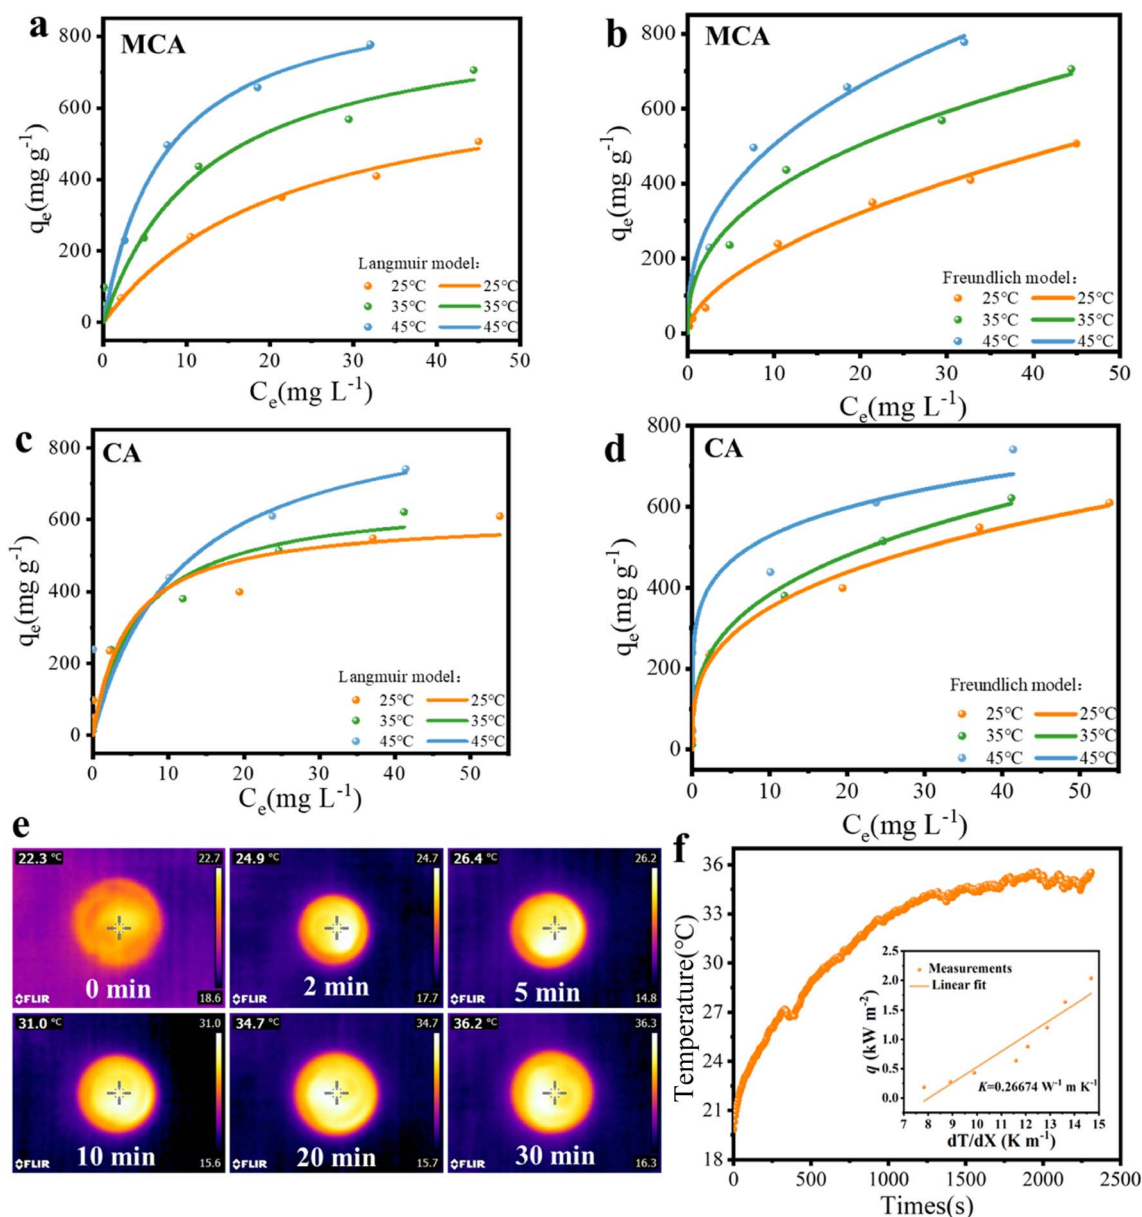 a
MCA
800
600
400
200
0
qe(mg g-1)
Langmuir model:
25°C 25°C
35°C 35°C
45°C 45°C
0 10 20 30 40 50
Ce(mg L-1)
b
MCA
800
700
600
500
400
300
200
100
0
qe(mg g-1)
Freundlich model:
25°C 25°C
35°C 35°C
45°C 45°C
0 10 20 30 40 50
Ce(mg L-1)
c
CA
800
600
400
200
0
qe(mg g-1)
Langmuir model:
25°C 25°C
35°C 35°C
45°C 45°C
0 10 20 30 40 50
Ce(mg L-1)
d
CA
800
600
400
200
0
qe(mg g-1)
Freundlich model:
25°C 25°C
35°C 35°C
45°C 45°C
0 10 20 30 40 50
Ce(mg L-1)
e
22.3 °C 22.7
0 min
FLIR 18.6
24.9 °C 24.7
2 min
FLIR 17.7
26.4 °C 26.2
5 min
FLIR 14.8
31.0 °C 31.0
10 min
FLIR 15.6
34.7 °C 34.7
20 min
FLIR 15.7
36.2 °C 36.3
30 min
FLIR 16.3
f
36
33
30
27
24
21
18
Temperature(°C)
2.5
2.0
1.5
1.0
0.5
0.0
q (kW m-2)
Measurements
Linear fit
K=0.26674 W-1 m K-1
7 8 9 10 11 12 13 14 15
dT/dX (K m-1)
0 500 1000 1500 2000 2500
Times(s)